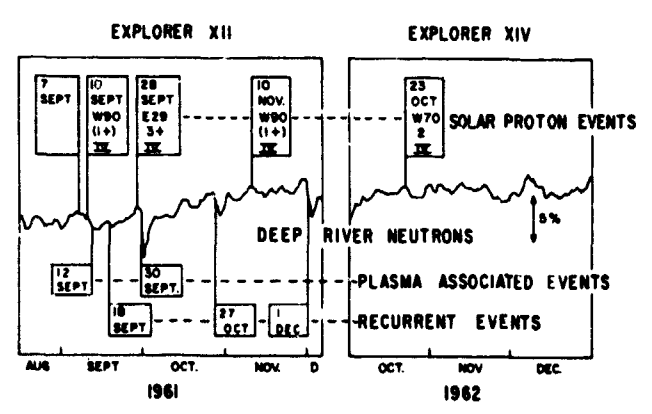 EXPLORER XII
EXPLORER XIV
7
SEPT
10
SEPT
W90
(1+)
IV
28
SEPT
E29
3+
IV
10
NOV.
W90
(1+)
IV
23
OCT
W70
2
IV
SOLAR PROTON EVENTS
5%
DEEP RIVER NEUTRONS
12
SEPT
30
SEPT.
PLASMA ASSOCIATED EVENTS
18
SEPT
27
OCT
1
DEC.
RECURRENT EVENTS
AUG SEPT OCT. NOV. D
OCT. NOV DEC.
1961
1962